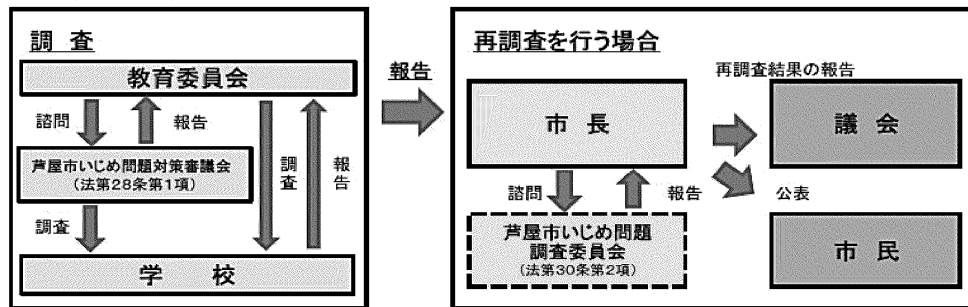 調 査
教育委員会
諮問
報告
芦屋市いじめ問題対策審議会
(法第28条第1項)
調査
調査
報告
学 校
報告
再調査を行う場合
再調査結果の報告
市 長
議 会
諮問
報告
公表
芦屋市いじめ問題
調査委員会
(法第30条第2項)
市 民